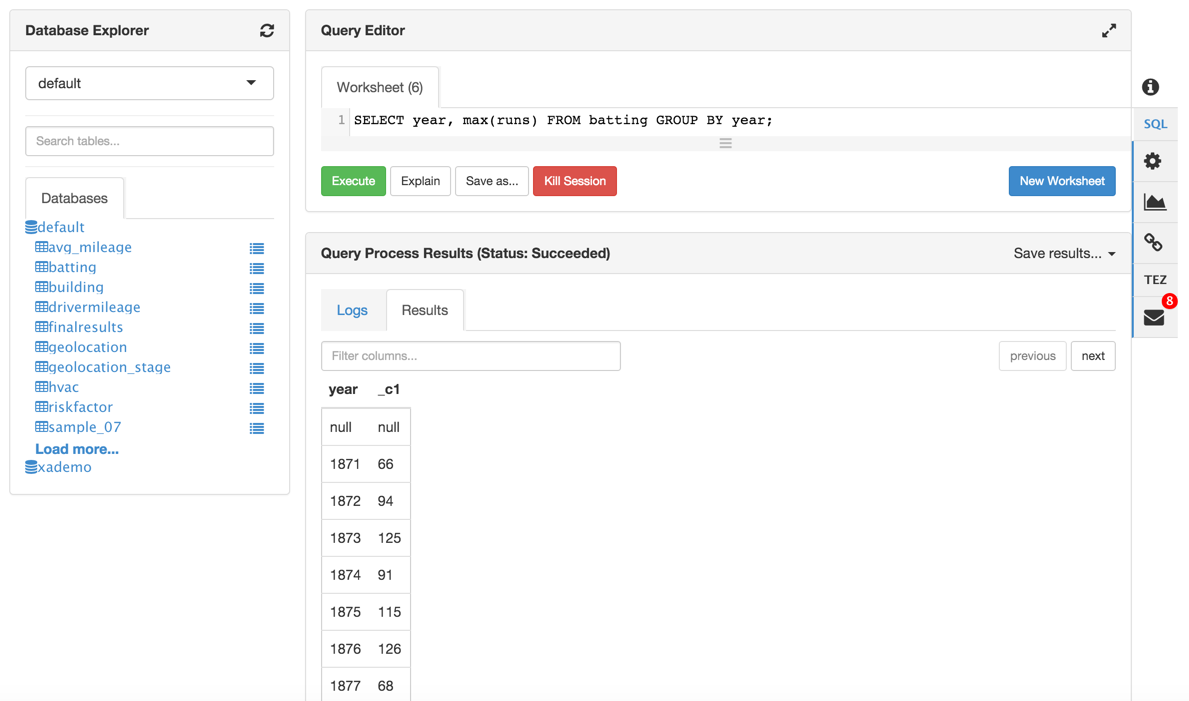 Database Explorer
default
Search tables...
Databases
default
avg_mileage
batting
building
drivermileage
finalresults
geolocation
geolocation_stage
hvac
riskfactor
sample_07
Load more...
xademo
Query Editor
Worksheet (6)
1 SELECT year, max(runs) FROM batting GROUP BY year;
Execute Explain Save as... Kill Session New Worksheet
Query Process Results (Status: Succeeded) Save results...
Logs Results
Filter columns... previous next
year _c1
null null
1871 66
1872 94
1873 125
1874 91
1875 115
1876 126
1877 68
SQL
TEZ
8